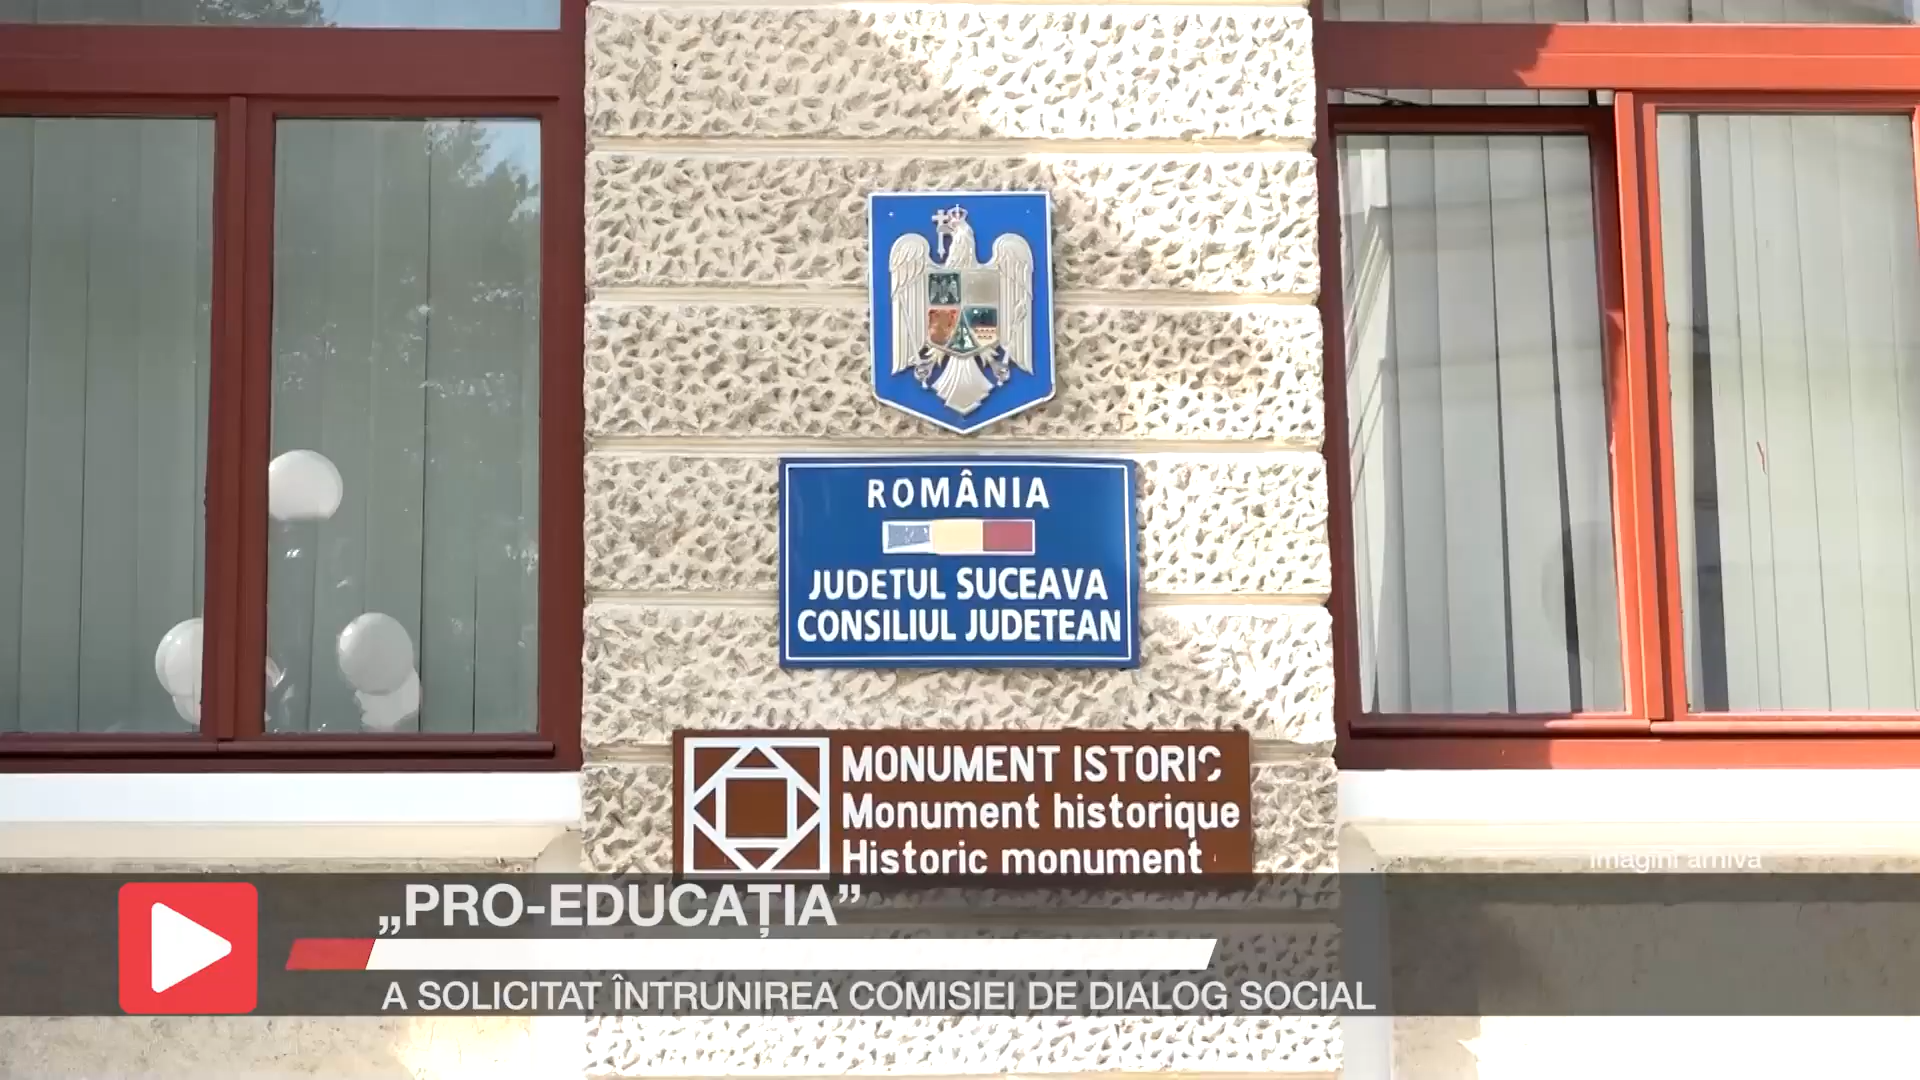 ROMÂNIA
JUDETUL SUCEAVA
CONSILIUL JUDETEAN
MONUMENT ISTORIC
Monument historique
Historic monument
imagini arhiva
„PRO-EDUCAȚIA”
A SOLICITAT ÎNTRUNIREA COMISIEI DE DIALOG SOCIAL